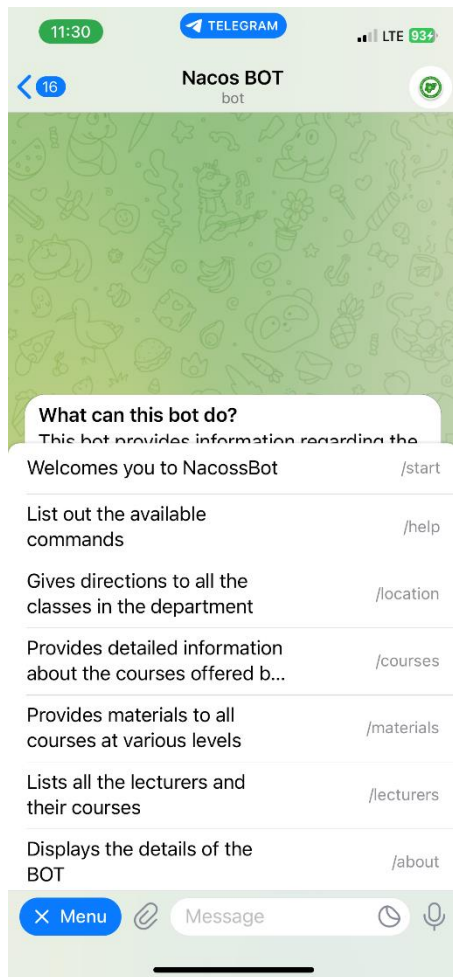 11:30
TELEGRAM
LTE 93
16
Nacos BOT
bot
What can this bot do?
This bot provides information regarding the
Welcomes you to NacossBot /start
List out the available
commands
/help
Gives directions to all the
classes in the department
/location
Provides detailed information
about the courses offered b...
/courses
Provides materials to all
courses at various levels
/materials
Lists all the lecturers and
their courses
/lecturers
Displays the details of the
BOT
/about
Menu
Message